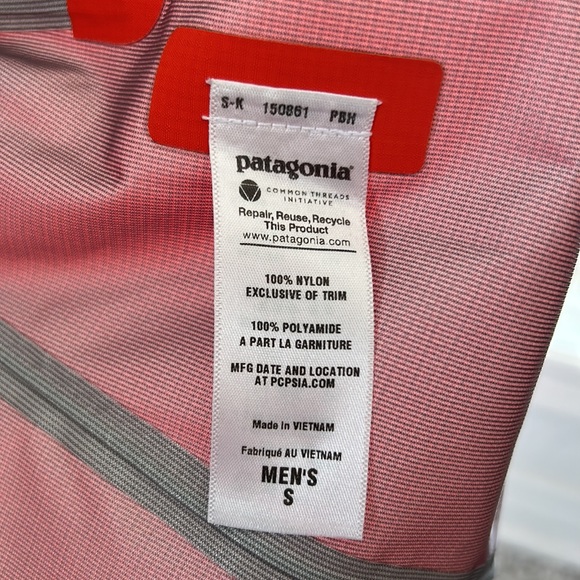 S-K 150861 PBH
patagonia®
COMMON THREADS
INITIATIVE
Repair, Reuse, Recycle
This Product
www.patagonia.com
100% NYLON
EXCLUSIVE OF TRIM
100% POLYAMIDE
A PART LA GARNITURE
MFG DATE AND LOCATION
AT PCPSIA.COM
Made in VIETNAM
Fabriqué AU VIETNAM
MEN'S
S